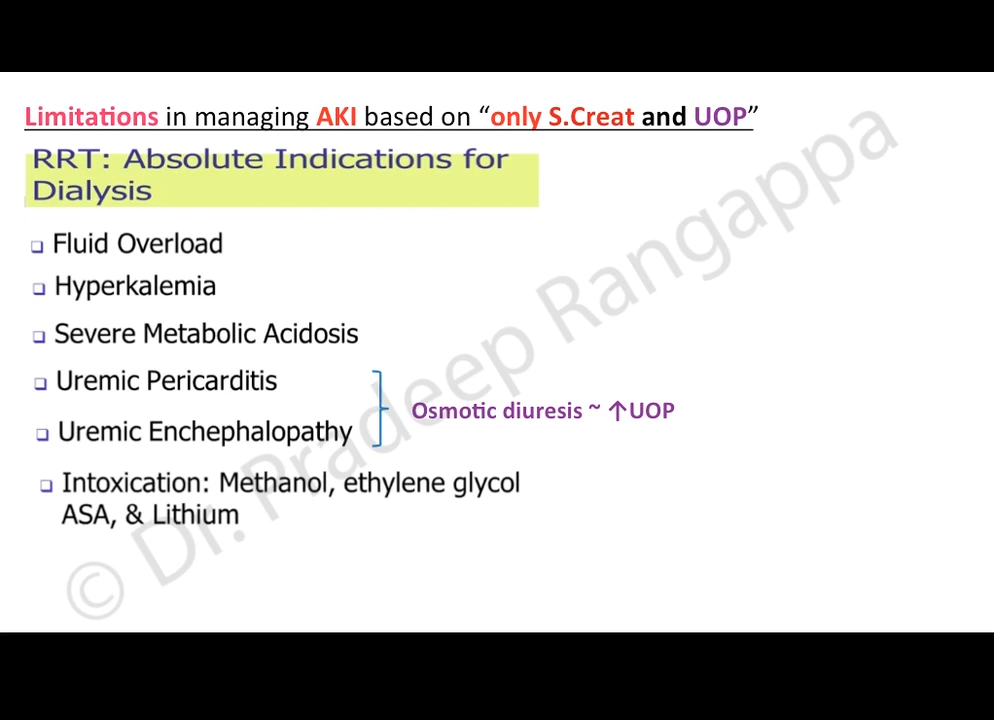 Limitations in managing AKI based on “only S.Creat and UOP”
RRT: Absolute Indications for
Dialysis
❑ Fluid Overload
❑ Hyperkalemia
❑ Severe Metabolic Acidosis
❑ Uremic Pericarditis
❑ Uremic Enchephalopathy
Osmotic diuresis ~ ↑UOP
❑ Intoxication: Methanol, ethylene glycol
ASA, & Lithium
© Dr. Pradeep Rangappa